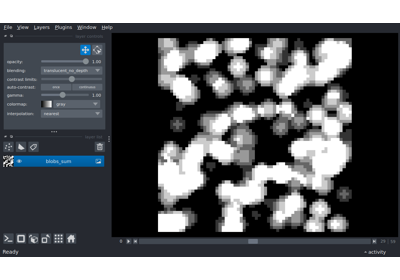 File View Layers Plugins Window Help
opacity: 1.00
blending: translucent_no_depth
contrast limits:
auto-contrast: once continuous
gamma: 1.00
colormap: gray
interpolation: nearest
blobs_sum
Ready
activity